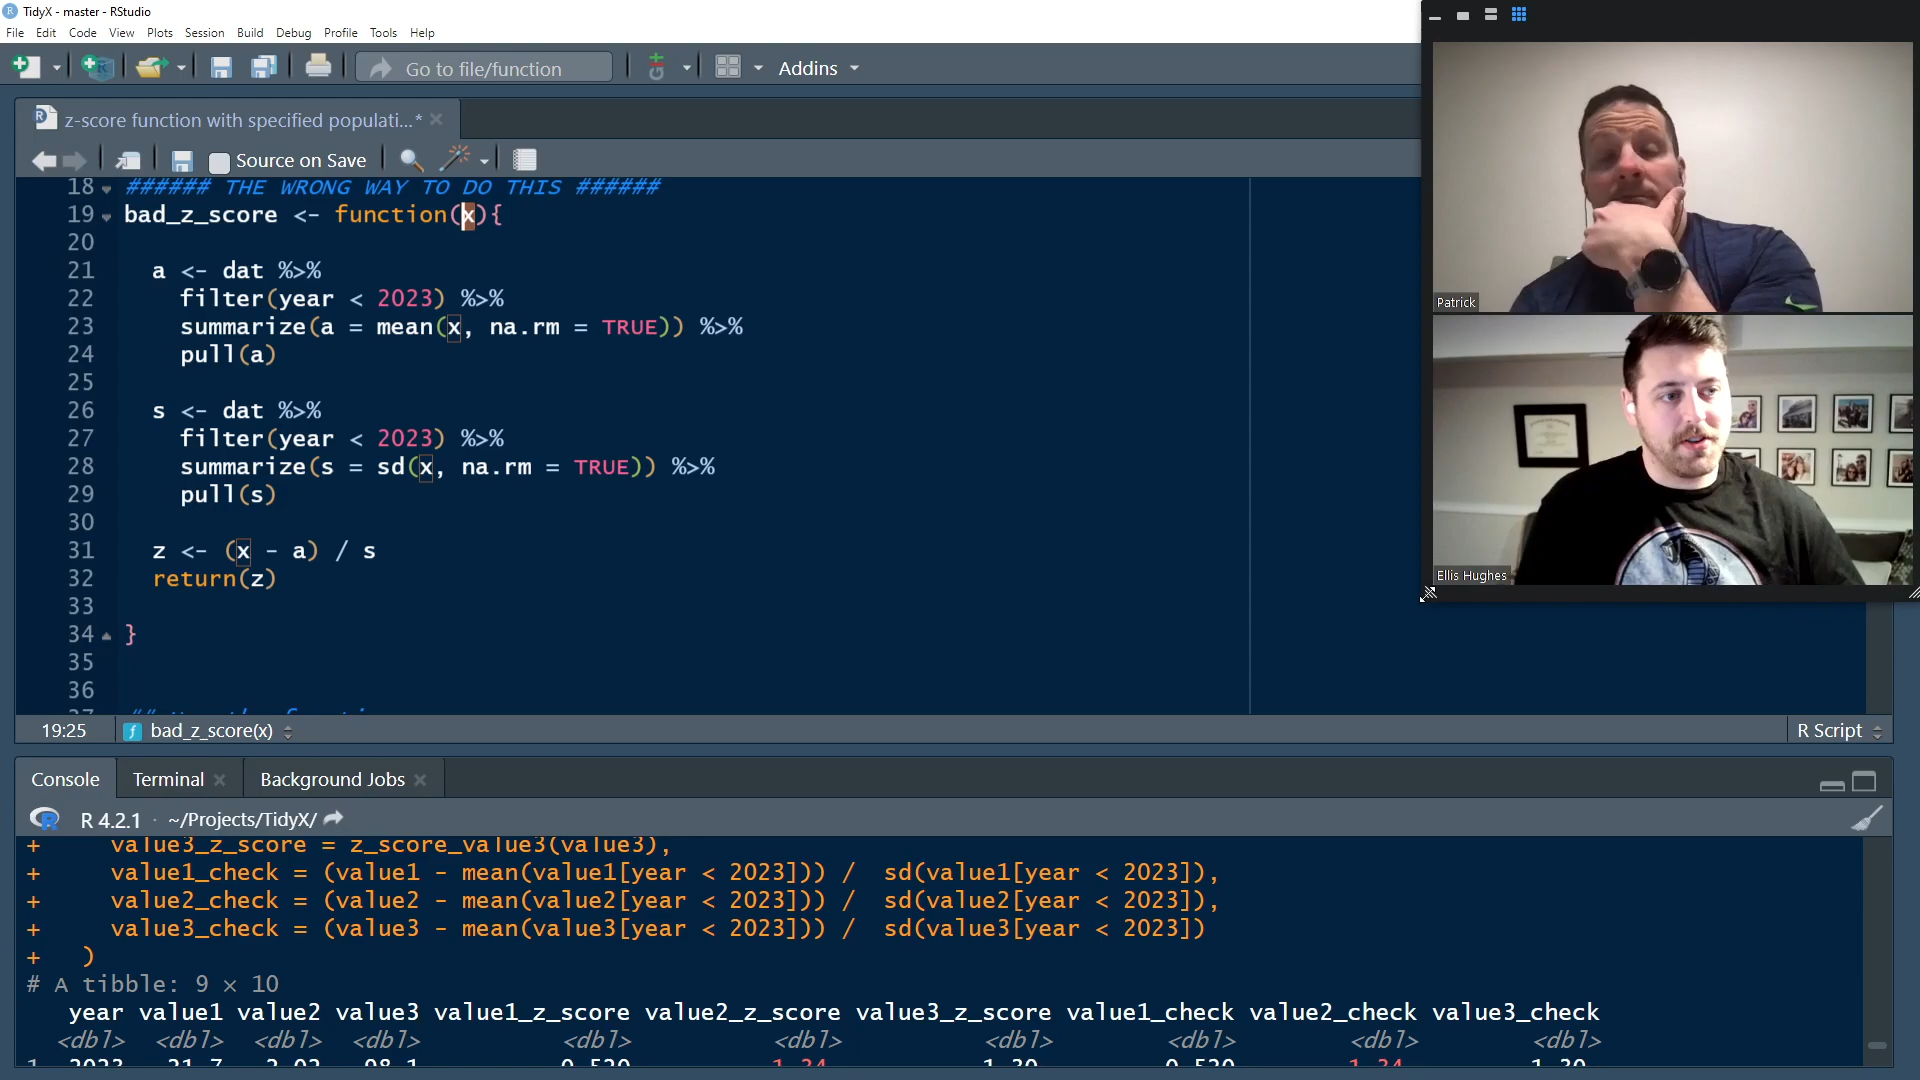 TidyX - master - RStudio
File Edit Code View Plots Session Build Debug Profile Tools Help
Go to file/function Addins
z-score function with specified populati...*
Source on Save
18 ###### THE WRONG WAY TO DO THIS ######
19 bad_z_score <- function(x){
20
21 a <- dat %>%
22 filter(year < 2023) %>%
23 summarize(a = mean(x, na.rm = TRUE)) %>%
24 pull(a)
25
26 s <- dat %>%
27 filter(year < 2023) %>%
28 summarize(s = sd(x, na.rm = TRUE)) %>%
29 pull(s)
30
31 z <- (x - a) / s
32 return(z)
33
34 }
35
36
19:25 bad_z_score(x) R Script
Patrick
Ellis Hughes
Console Terminal Background Jobs
R 4.2.1 · ~/Projects/TidyX/
+ value3_z_score = z_score_value3(value3),
+ value1_check = (value1 - mean(value1[year < 2023])) / sd(value1[year < 2023]),
+ value2_check = (value2 - mean(value2[year < 2023])) / sd(value2[year < 2023]),
+ value3_check = (value3 - mean(value3[year < 2023])) / sd(value3[year < 2023])
+ )
# A tibble: 9 × 10
year value1 value2 value3 value1_z_score value2_z_score value3_z_score value1_check value2_check value3_check
<dbl> <dbl> <dbl> <dbl> <dbl> <dbl> <dbl> <dbl> <dbl> <dbl>